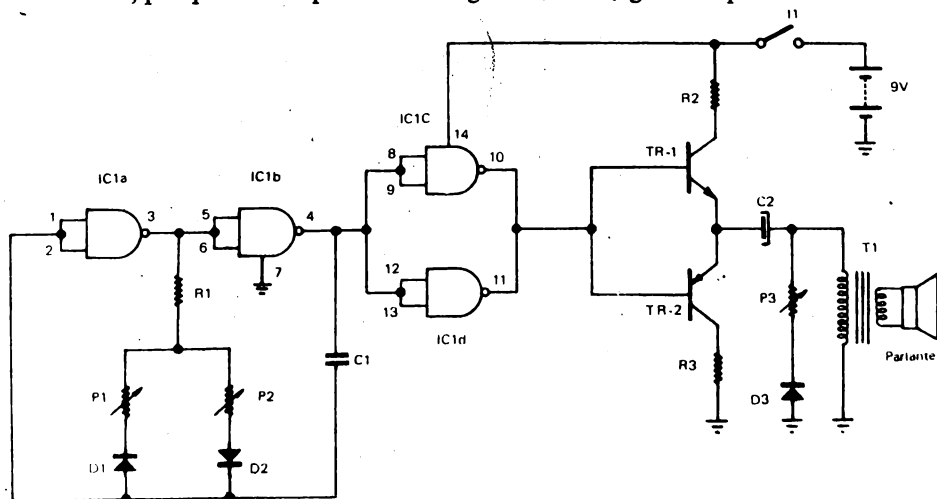 I1
R2
9V
IC1C
14
8
10
9
TR-1
IC1a
IC1b
C2
1
3
5
4
2
6
T1
7
12
11
P3
R1
13
TR-2
IC1d
R3
C1
Parlante
P1
P2
D3
D1
D2